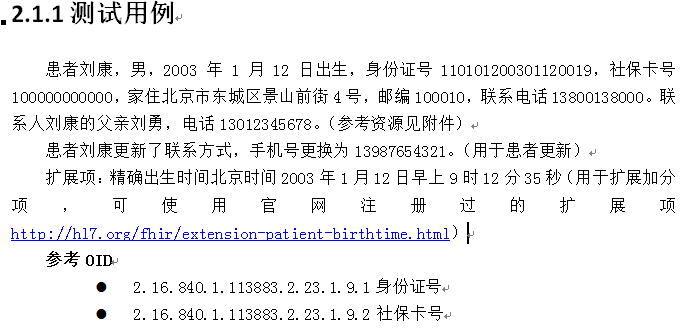 2.1.1 测试用例
患者刘康，男，2003 年 1 月 12 日出生，身份证号 110101200301120019，社保卡号
100000000000，家住北京市东城区景山前街 4 号，邮编 100010，联系电话 13800138000。联
系人刘康的父亲刘勇，电话 13012345678。（参考资源见附件）
患者刘康更新了联系方式，手机号更换为 13987654321。（用于患者更新）
扩展项：精确出生时间北京时间 2003 年 1 月 12 日早上 9 时 12 分 35 秒（用于扩展加分
项，可使用官网注册过的扩展项
http://hl7.org/fhir/extension-patient-birthtime.html）
参考 OID
● 2.16.840.1.113883.2.23.1.9.1 身份证号
● 2.16.840.1.113883.2.23.1.9.2 社保卡号